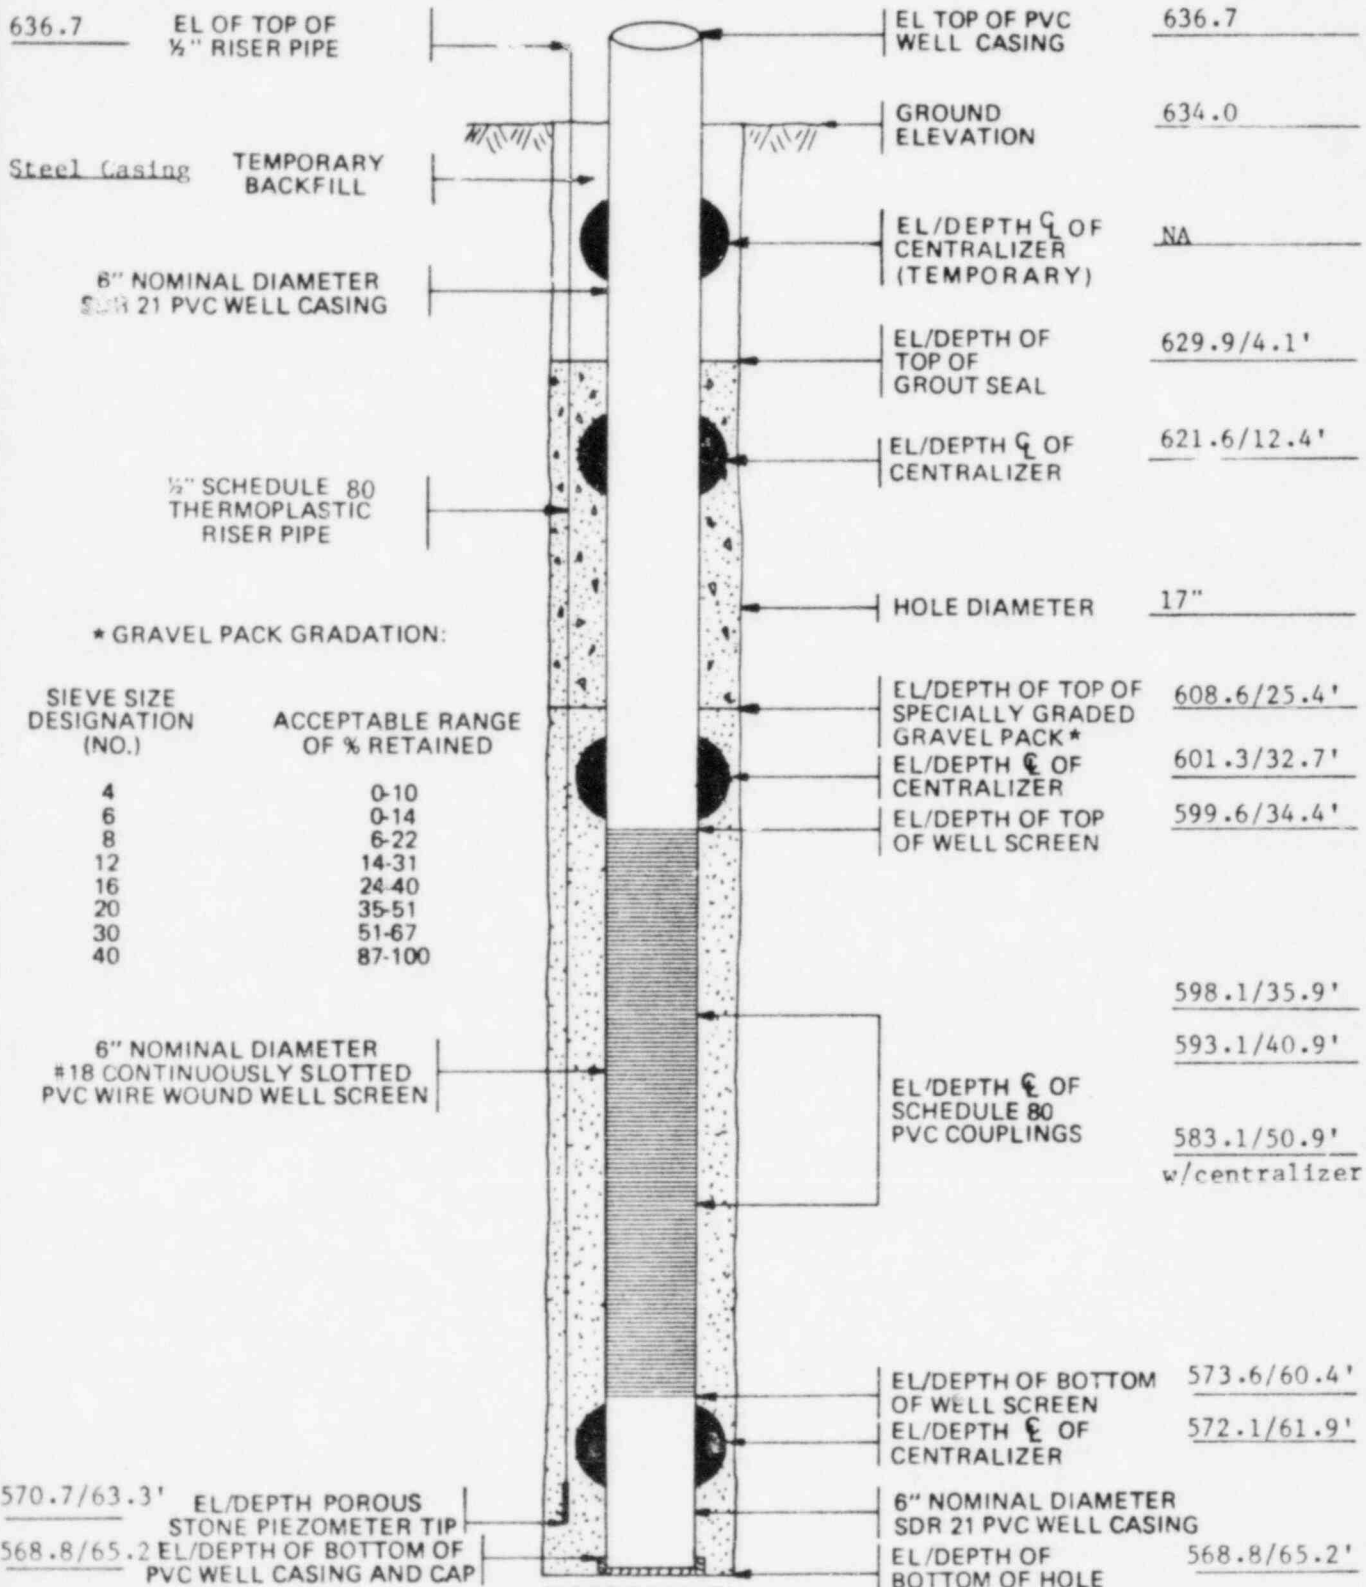 636.7 EL OF TOP OF
½" RISER PIPE
EL TOP OF PVC 636.7
WELL CASING
GROUND 634.0
ELEVATION
Steel Casing TEMPORARY
BACKFILL
EL/DEPTH ℄ OF NA
CENTRALIZER
(TEMPORARY)
6" NOMINAL DIAMETER
SDR 21 PVC WELL CASING
EL/DEPTH OF 629.9/4.1'
TOP OF
GROUT SEAL
EL/DEPTH ℄ OF 621.6/12.4'
CENTRALIZER
½" SCHEDULE 80
THERMOPLASTIC
RISER PIPE
HOLE DIAMETER 17"
* GRAVEL PACK GRADATION:
SIEVE SIZE
DESIGNATION ACCEPTABLE RANGE
(NO.) OF % RETAINED
4 0-10
6 0-14
8 6-22
12 14-31
16 24-40
20 35-51
30 51-67
40 87-100
EL/DEPTH OF TOP OF 608.6/25.4'
SPECIALLY GRADED
GRAVEL PACK*
EL/DEPTH ℄ OF 601.3/32.7'
CENTRALIZER
EL/DEPTH OF TOP 599.6/34.4'
OF WELL SCREEN
6" NOMINAL DIAMETER
#18 CONTINUOUSLY SLOTTED
PVC WIRE WOUND WELL SCREEN
598.1/35.9'
593.1/40.9'
EL/DEPTH ℄ OF
SCHEDULE 80
PVC COUPLINGS
583.1/50.9'
w/centralizer
EL/DEPTH OF BOTTOM 573.6/60.4'
OF WELL SCREEN
EL/DEPTH ℄ OF 572.1/61.9'
CENTRALIZER
570.7/63.3' EL/DEPTH POROUS
STONE PIEZOMETER TIP
6" NOMINAL DIAMETER
SDR 21 PVC WELL CASING
568.8/65.2 EL/DEPTH OF BOTTOM OF
PVC WELL CASING AND CAP
EL/DEPTH OF 568.8/65.2'
BOTTOM OF HOLE